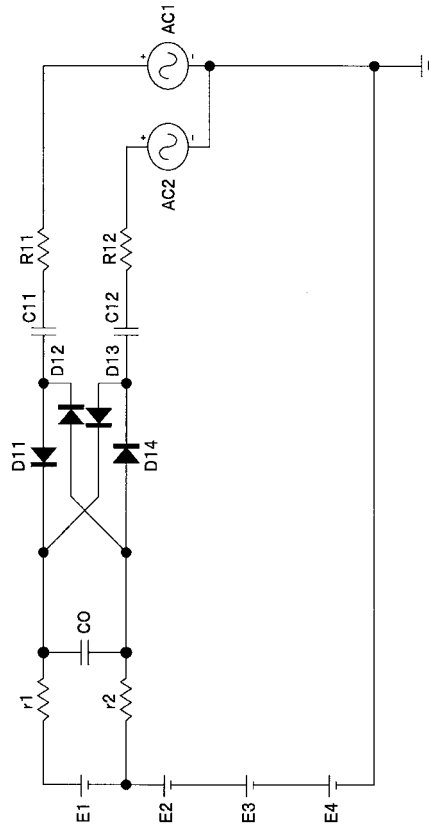 AC1
+
-
AC2
+
-
R11
R12
C11
C12
D12
D13
D11
D14
CO
r1
r2
E1
E2
E3
E4